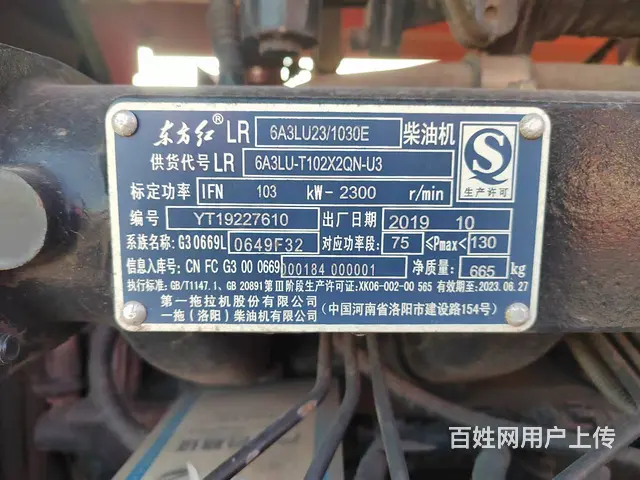 东方红® LR 6A3LU23/1030E 柴油机
供货代号LR 6A3LU-T102X2QN-U3
标定功率 IFN 103 kW-2300 r/min
生产许可
编号 YT19227610 出厂日期 2019 10
系族名称: G3 0669L 0649F32 对应功率段: 75 <Pmax< 130
信息入库号: CN FC G3 00 0669 000184 000001 净质量: 665 kg
执行标准: GB/T1147.1、GB 20891第Ⅲ阶段 生产许可证: XK06-002-00 585 有效期至: 2023.06.27
第一拖拉机股份有限公司
一拖(洛阳)柴油机有限公司 (中国河南省洛阳市建设路154号)
百姓网用户上传